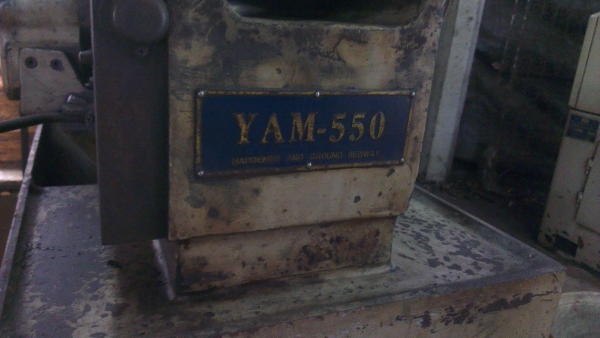 YAM-550
HARDENED AND GROUND BEDWAY